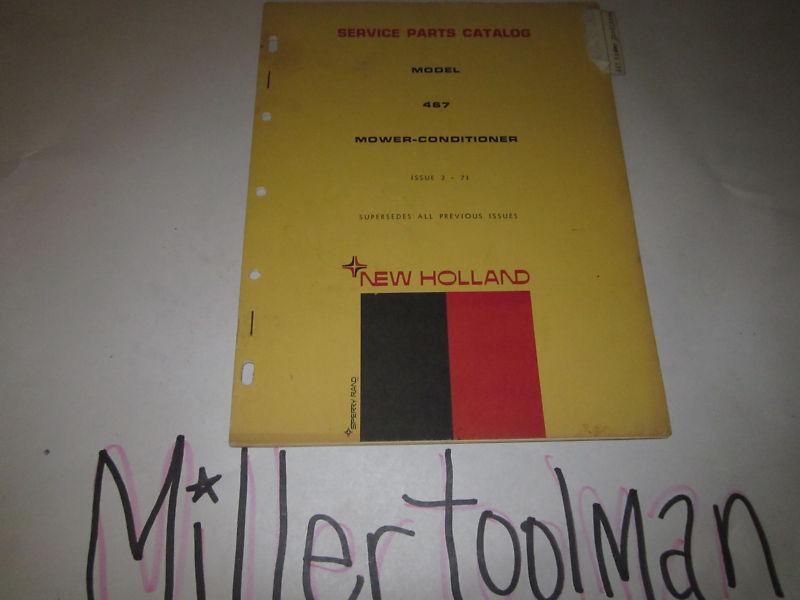 SERVICE PARTS CATALOG
MODEL
467
MOWER-CONDITIONER
ISSUE 2 - 71
SUPERSEDES ALL PREVIOUS ISSUES
NEW HOLLAND
SPERRY RAND
Millertoolman